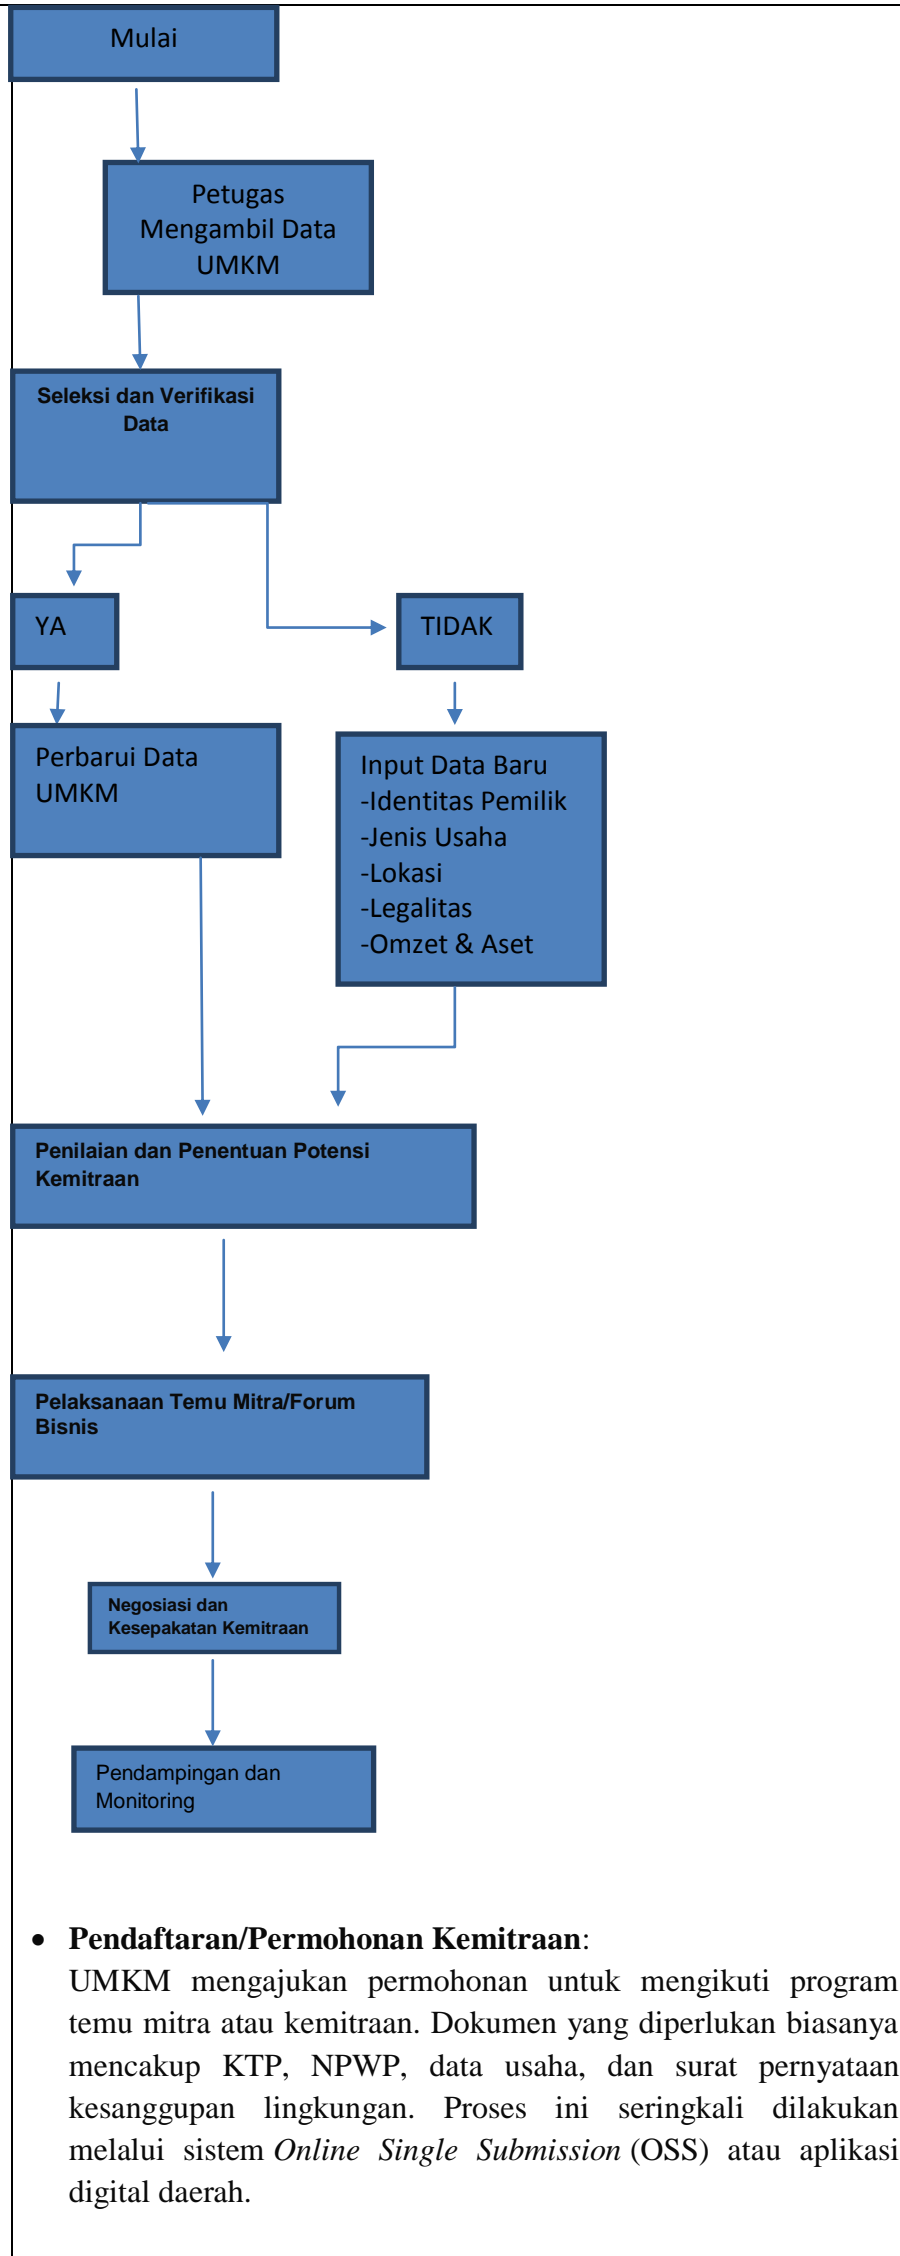 Mulai
Petugas
Mengambil Data
UMKM
Seleksi dan Verifikasi
Data
YA
TIDAK
Perbarui Data
UMKM
Input Data Baru
-Identitas Pemilik
-Jenis Usaha
-Lokasi
-Legalitas
-Omzet & Aset
Penilaian dan Penentuan Potensi
Kemitraan
Pelaksanaan Temu Mitra/Forum
Bisnis
Negosiasi dan
Kesepakatan Kemitraan
Pendampingan dan
Monitoring
• Pendaftaran/Permohonan Kemitraan:
UMKM mengajukan permohonan untuk mengikuti program
temu mitra atau kemitraan. Dokumen yang diperlukan biasanya
mencakup KTP, NPWP, data usaha, dan surat pernyataan
kesanggupan lingkungan. Proses ini seringkali dilakukan
melalui sistem Online Single Submission (OSS) atau aplikasi
digital daerah.